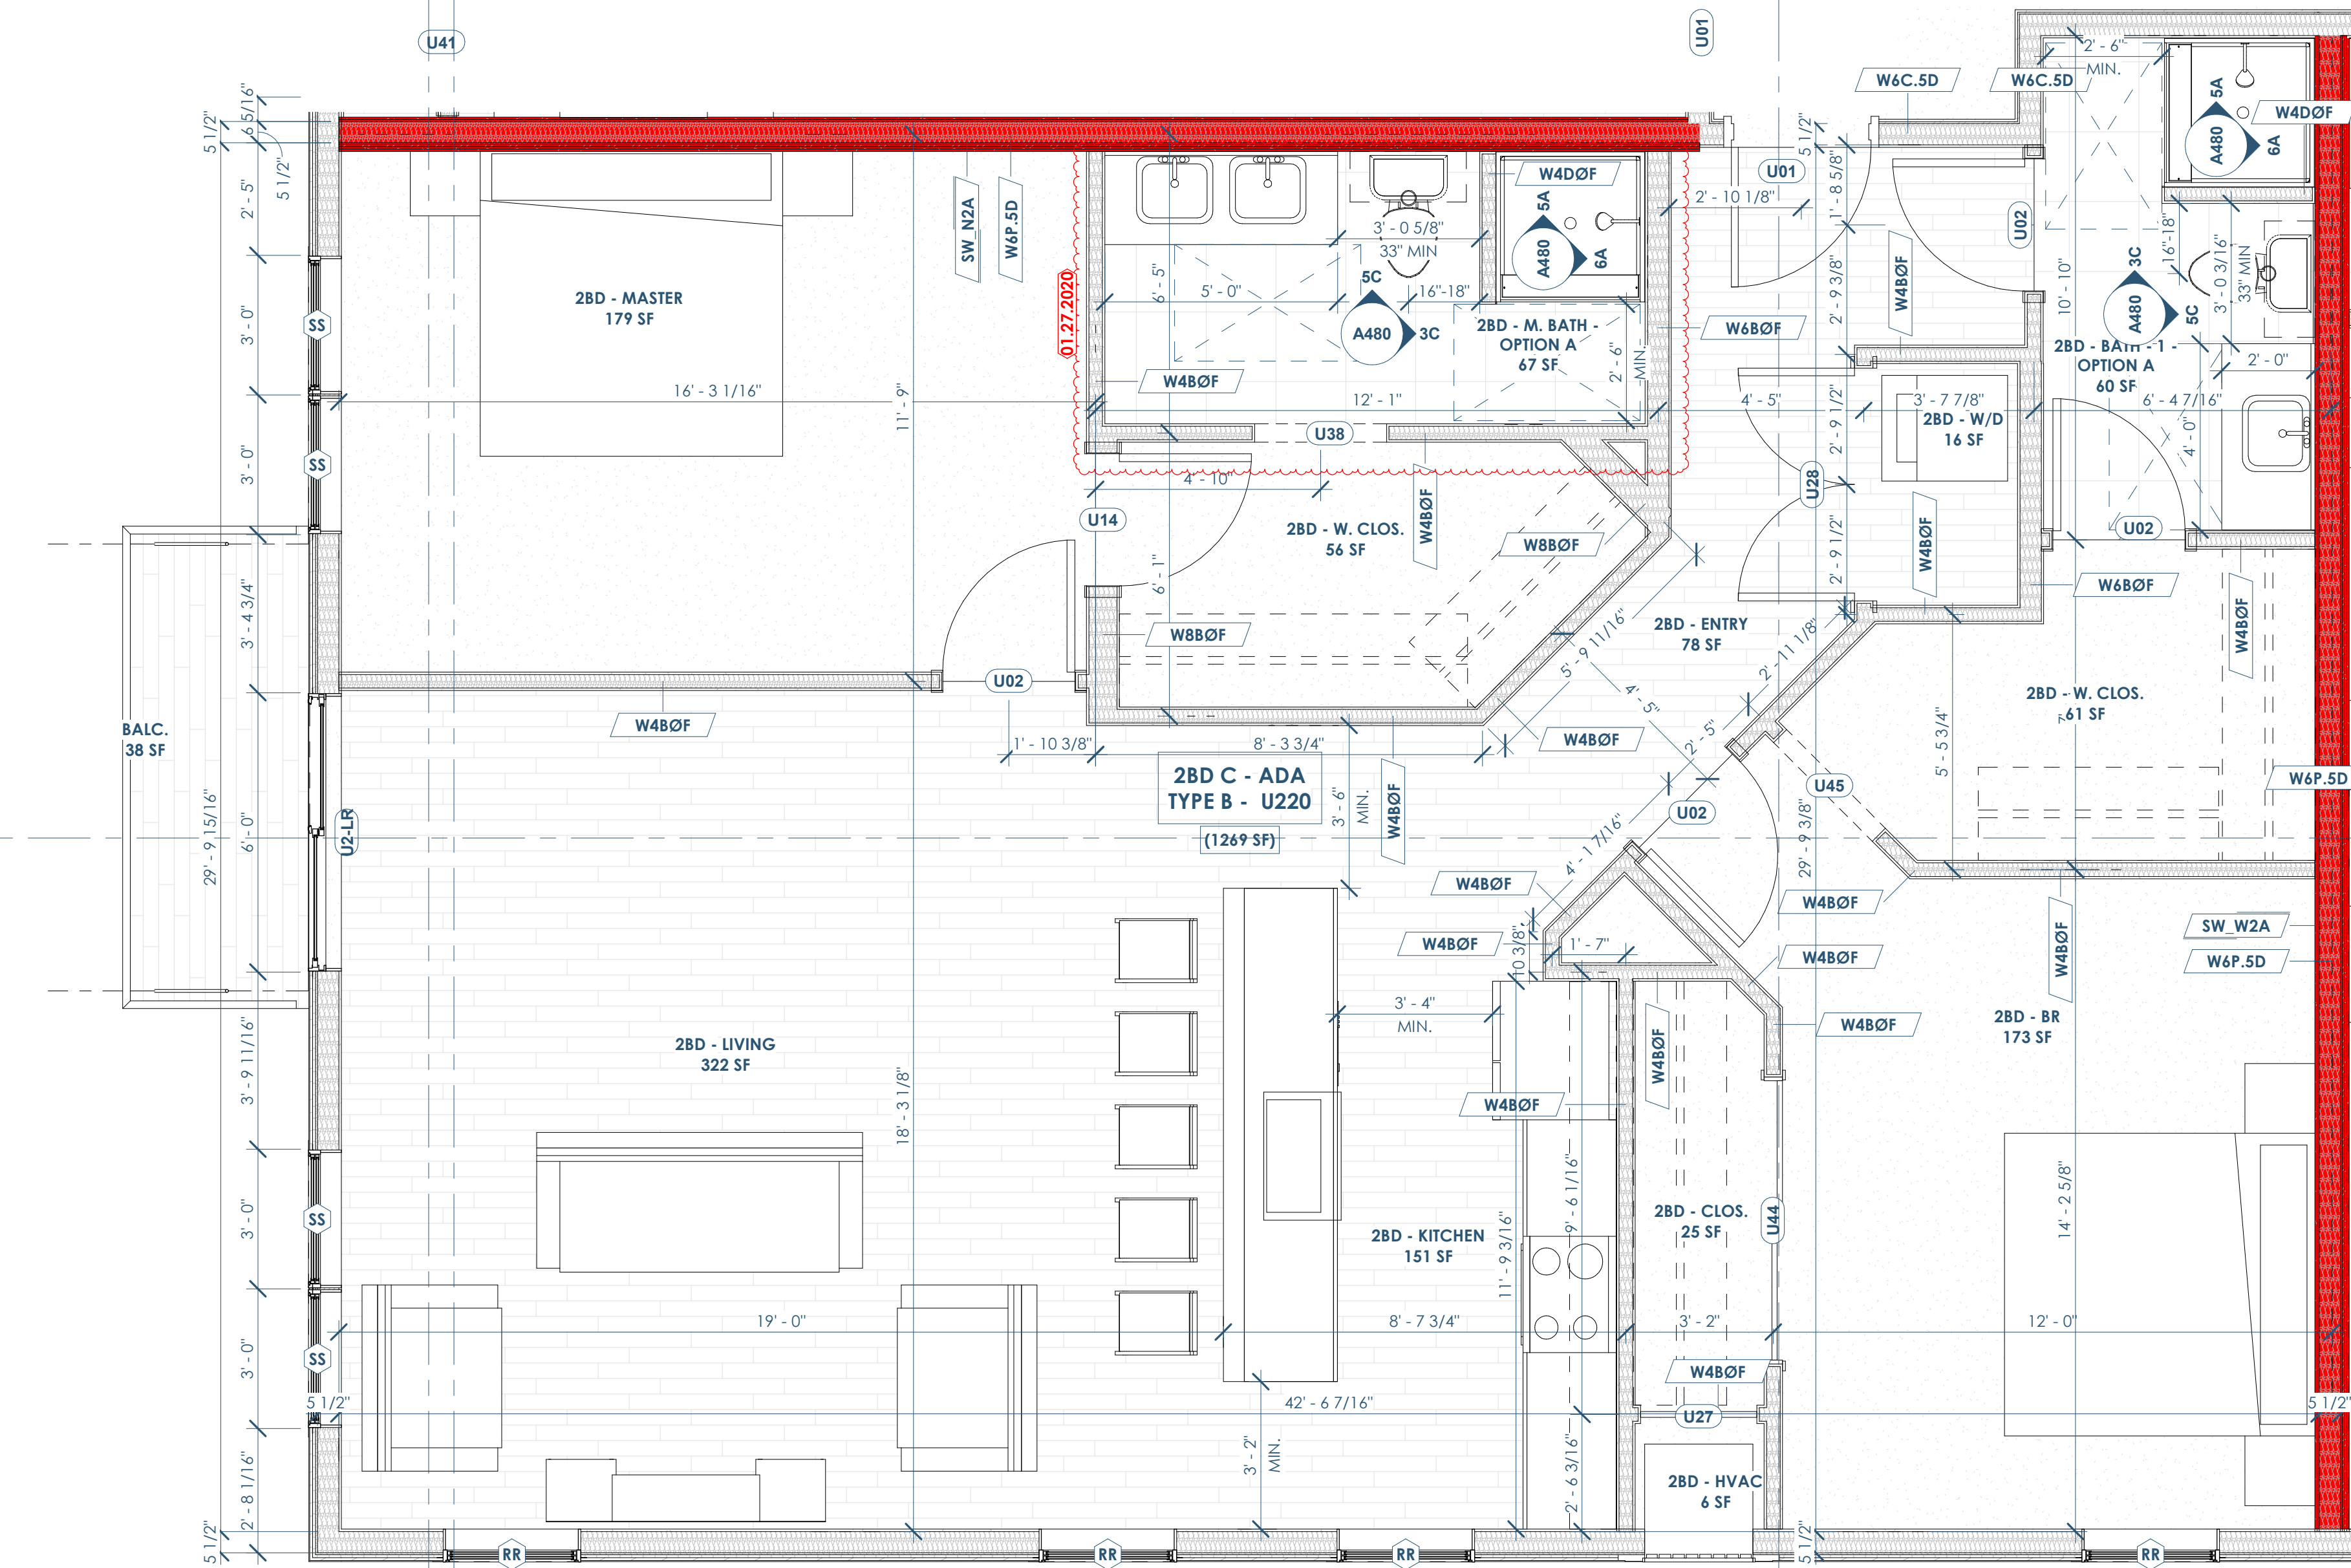 U41
U01
5 1/2"
6 5/16"
5 1/2"
2' - 5"
3' - 0"
3' - 0"
3' - 4 3/4"
29' - 9 15/16"
6' - 0"
3' - 9 11/16"
3' - 0"
3' - 0"
2' - 8 1/16"
5 1/2"
SS
SS
SS
SS
U2-LR
BALC.
38 SF
2BD - MASTER
179 SF
16' - 3 1/16"
11' - 9"
SW_N2A
W6P.5D
01.27.2020
6' - 5"
5' - 0"
3' - 0 5/8"
33" MIN
16"-18"
5C
A480
3C
W4DØF
5A
A480
6A
2BD - M. BATH -
OPTION A
67 SF
2' - 6"
MIN.
W4BØF
12' - 1"
U38
4' - 10"
U14
6' - 1"
2BD - W. CLOS.
56 SF
W4BØF
W8BØF
W8BØF
U02
W4BØF
1' - 10 3/8"
8' - 3 3/4"
W4BØF
W4BØF
2BD C - ADA
TYPE B - U220
(1269 SF)
3' - 6"
MIN.
W6C.5D
W6C.5D
2' - 6"
MIN.
5A
A480
6A
W4DØF
5 1/2"
U01
2' - 10 1/8"
1' - 8 5/8"
U02
W4BØF
2' - 9 3/8"
W6BØF
10' - 10"
16"-18"
3' - 0 3/16"
33" MIN
3C
A480
5C
2BD - BATH - 1 -
OPTION A
60 SF
2' - 0"
4' - 5"
2' - 9 1/2"
3' - 7 7/8"
2BD - W/D
16 SF
6' - 4 7/16"
4' - 0"
U28
W4BØF
U02
2' - 9 1/2"
W6BØF
W4BØF
2BD - ENTRY
78 SF
5' - 9 11/16"
2' - 11 1/8"
4' - 5"
2' - 5"
5' - 5 3/4"
2BD - W. CLOS.
61 SF
7"
W6P.5D
U45
U02
29' - 9 3/8"
4' - 1 7/16"
W4BØF
W4BØF
W4BØF
10 3/8"
1' - 7"
W4BØF
W4BØF
SW_W2A
W6P.5D
3' - 4"
MIN.
W4BØF
W4BØF
2BD - BR
173 SF
2BD - LIVING
322 SF
18' - 3 1/8"
W4BØF
9' - 6 1/16"
11' - 9 3/16"
2BD - KITCHEN
151 SF
2BD - CLOS.
25 SF
U44
14' - 2 5/8"
19' - 0"
8' - 7 3/4"
3' - 2"
12' - 0"
W4BØF
5 1/2"
42' - 6 7/16"
5 1/2"
U27
3' - 2"
MIN.
2' - 6 3/16"
2BD - HVAC
6 SF
5 1/2"
RR
RR
RR
RR